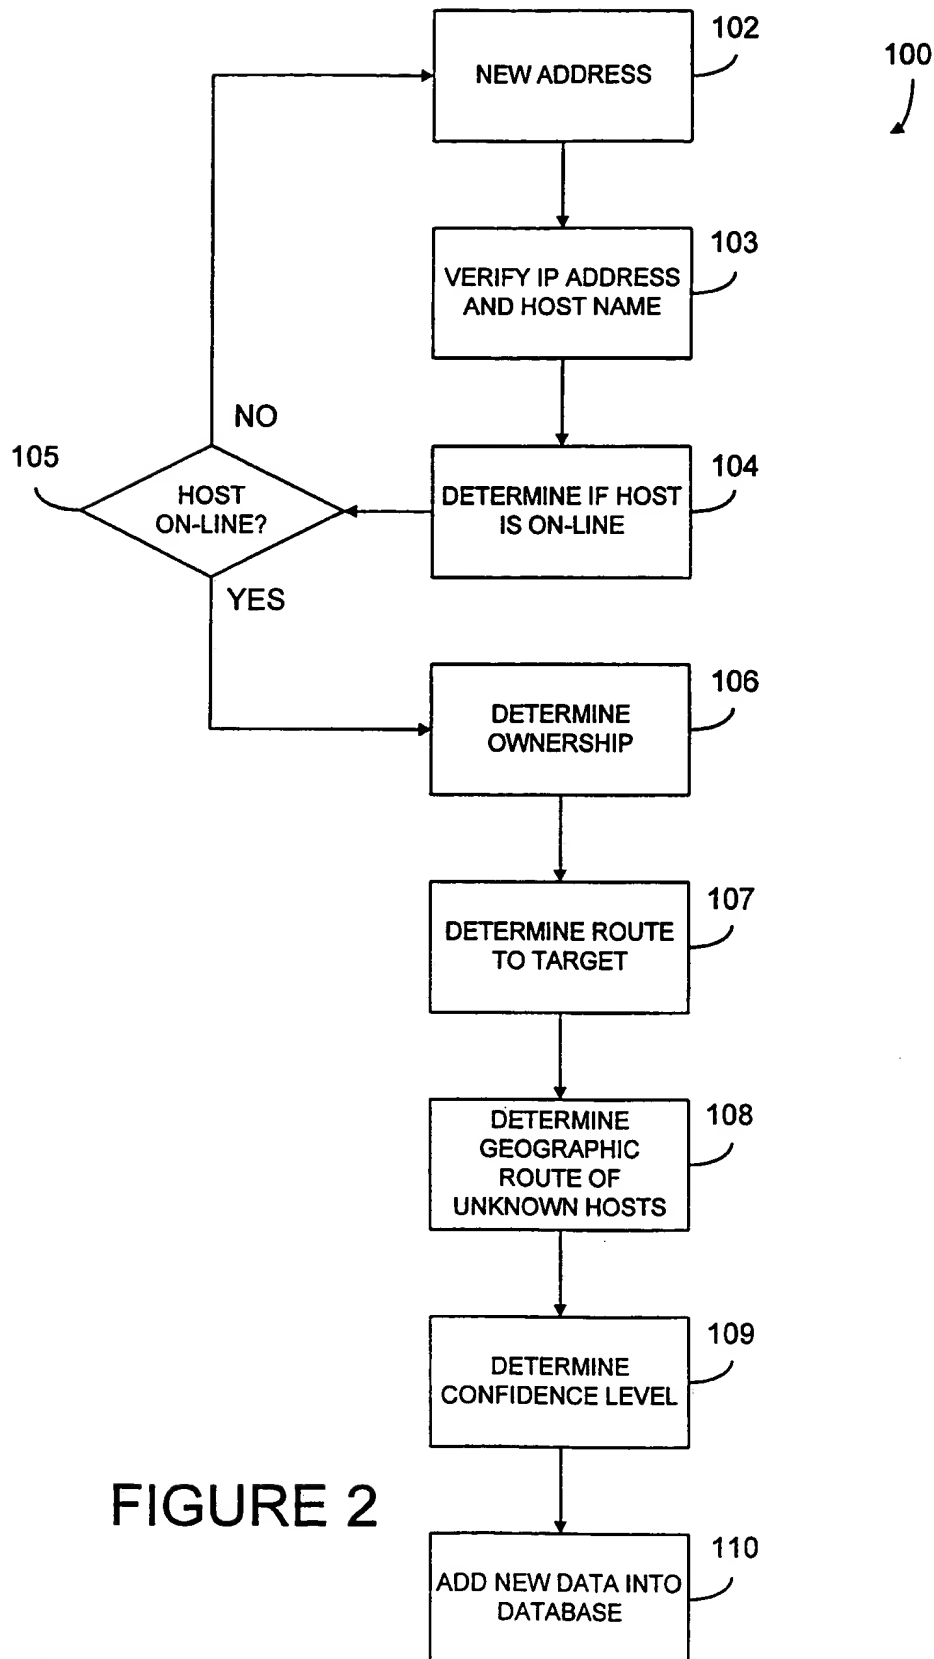 102
NEW ADDRESS
100
103
VERIFY IP ADDRESS
AND HOST NAME
NO
105
HOST
ON-LINE?
104
DETERMINE IF HOST
IS ON-LINE
YES
106
DETERMINE
OWNERSHIP
107
DETERMINE ROUTE
TO TARGET
108
DETERMINE
GEOGRAPHIC
ROUTE OF
UNKNOWN HOSTS
109
DETERMINE
CONFIDENCE LEVEL
FIGURE 2
110
ADD NEW DATA INTO
DATABASE